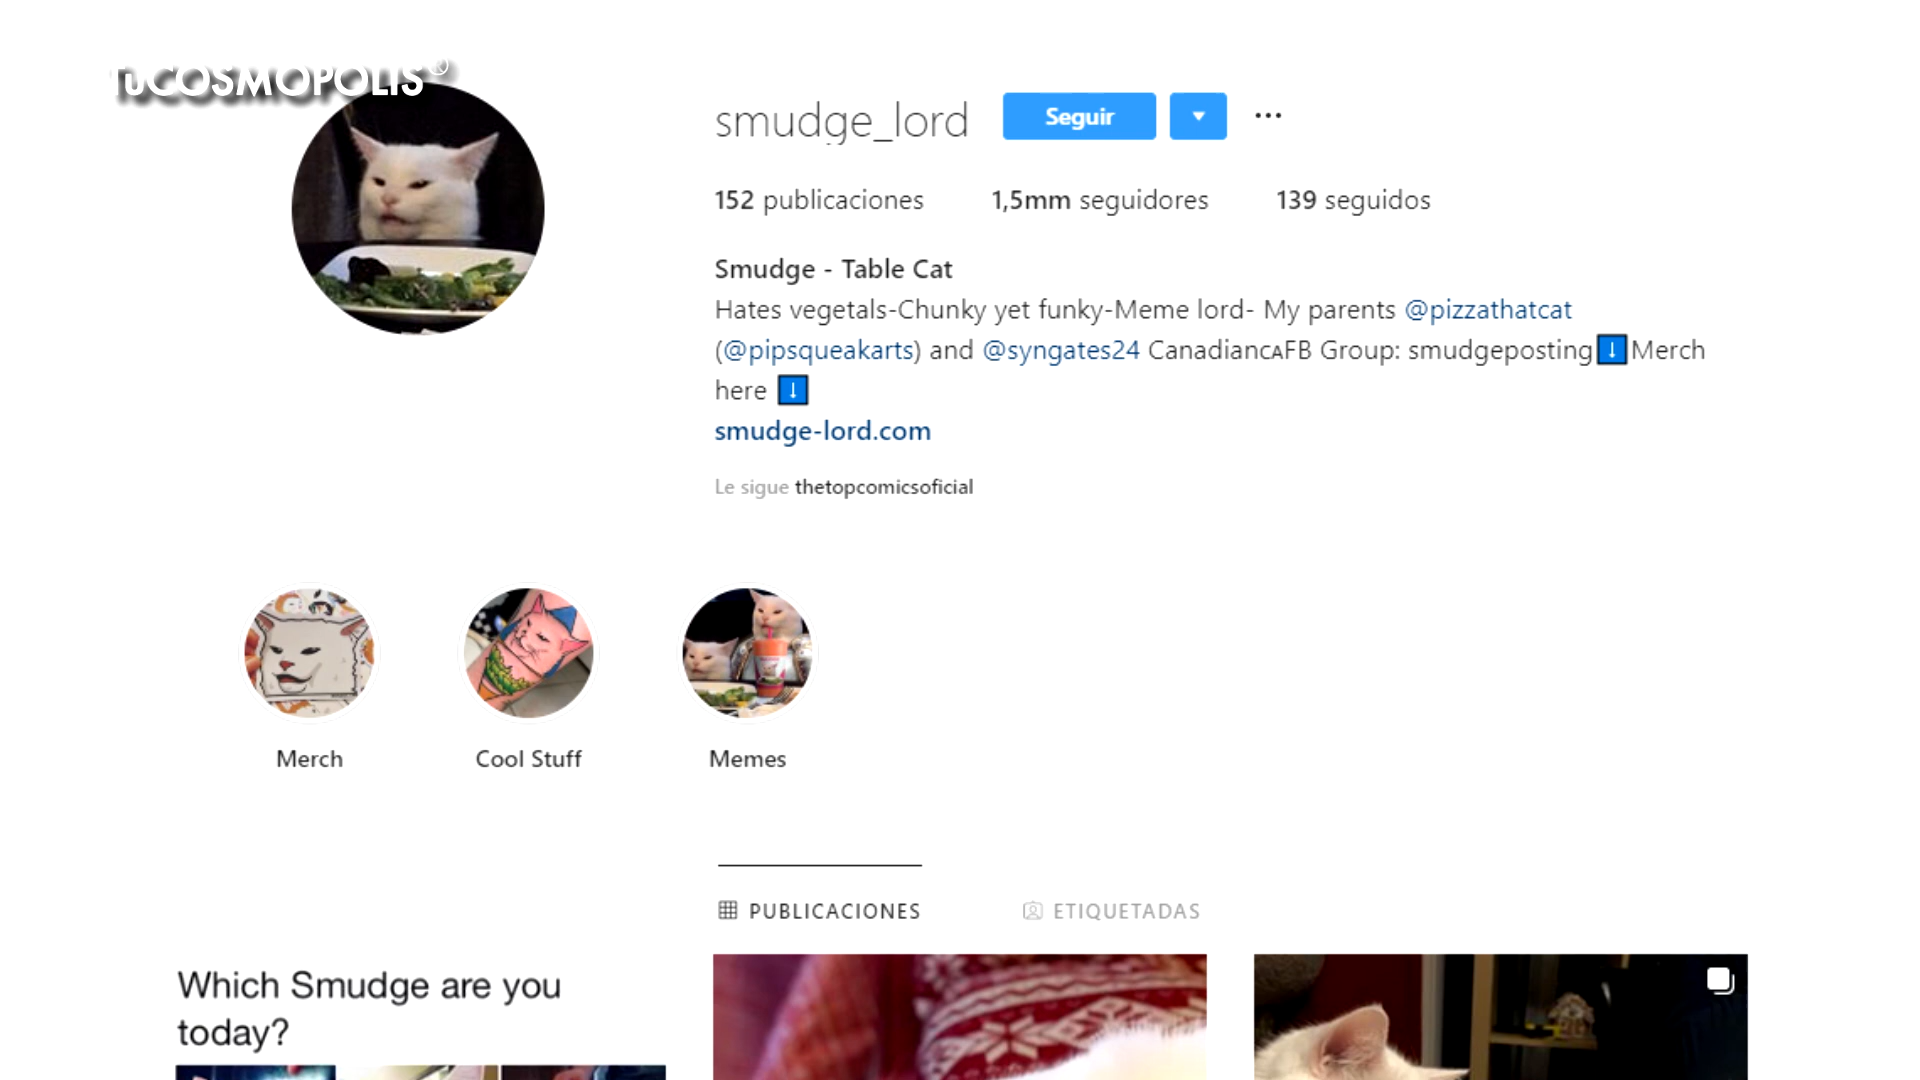 TuCOSMOPOLIS®
smudge_lord
Seguir
152 publicaciones 1,5mm seguidores 139 seguidos
Smudge - Table Cat
Hates vegetals-Chunky yet funky-Meme lord- My parents @pizzathatcat
(@pipsqueakarts) and @syngates24 CanadiancᴀFB Group: smudgeposting⬇Merch
here ⬇
smudge-lord.com
Le sigue thetopcomicsoficial
Merch
Cool Stuff
Memes
PUBLICACIONES
ETIQUETADAS
Which Smudge are you
today?